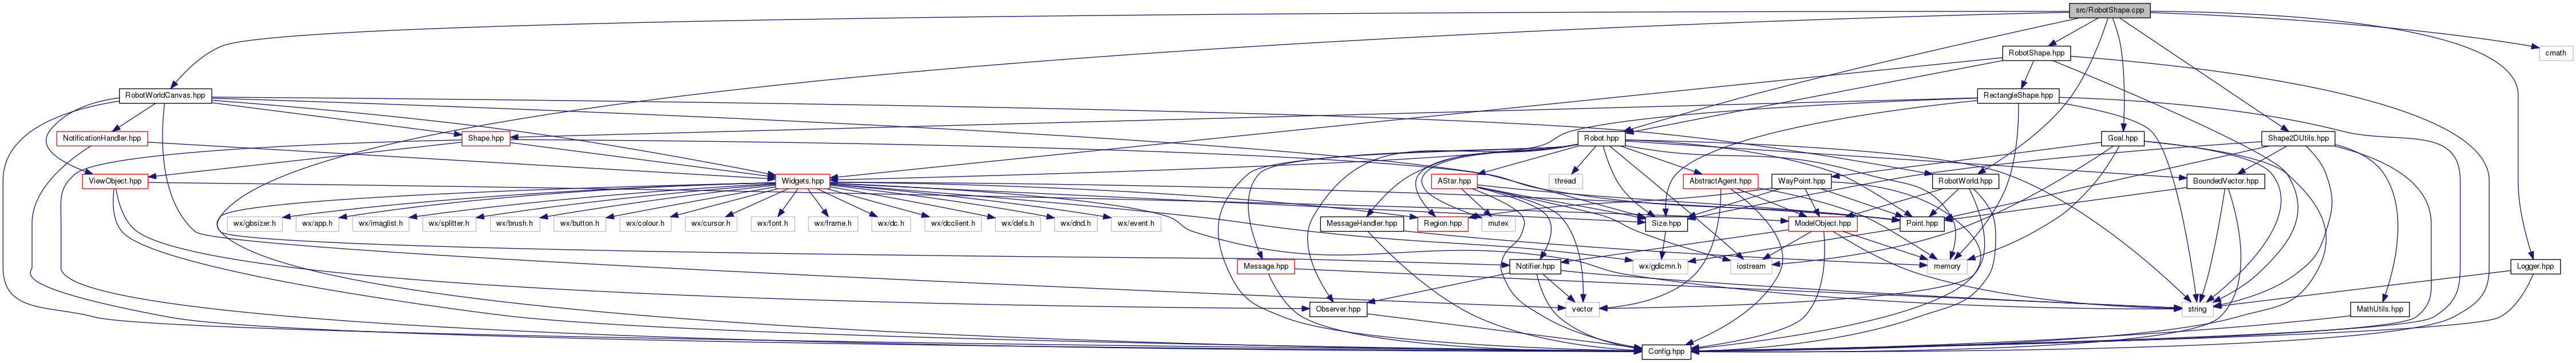 src/RobotShape.cpp
RobotShape.hpp
cmath
RobotWorldCanvas.hpp
RectangleShape.hpp
NotificationHandler.hpp
Shape.hpp
Robot.hpp
Goal.hpp
Shape2DUtils.hpp
ViewObject.hpp
Widgets.hpp
AStar.hpp
thread
AbstractAgent.hpp
WayPoint.hpp
RobotWorld.hpp
BoundedVector.hpp
wx/gbsizer.h
wx/app.h
wx/imaglist.h
wx/splitter.h
wx/brush.h
wx/button.h
wx/colour.h
wx/cursor.h
wx/font.h
wx/frame.h
wx/dc.h
wx/dcclient.h
wx/defs.h
wx/dnd.h
wx/event.h
MessageHandler.hpp
Region.hpp
mutex
Size.hpp
ModelObject.hpp
Point.hpp
Message.hpp
Notifier.hpp
wx/gdicmn.h
iostream
memory
Logger.hpp
Observer.hpp
vector
string
MathUtils.hpp
Config.hpp